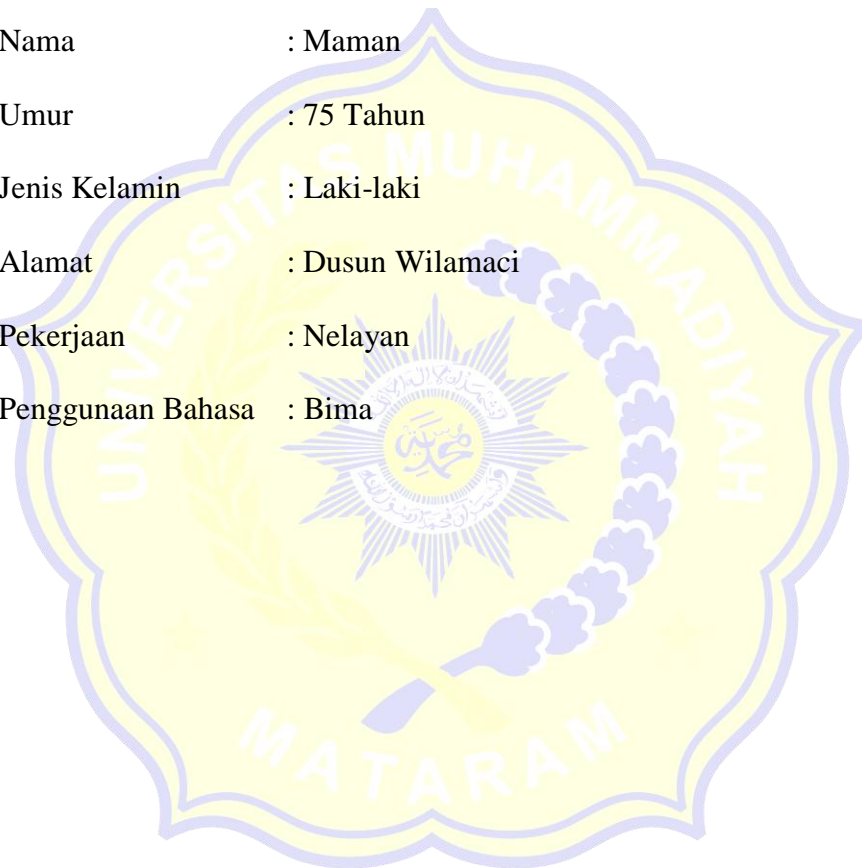 Nama : Maman
Umur : 75 Tahun
Jenis Kelamin : Laki-laki
Alamat : Dusun Wilamaci
Pekerjaan : Nelayan
Penggunaan Bahasa : Bima
UNIVERSITAS MUHAMMADIYAH
MATARAM